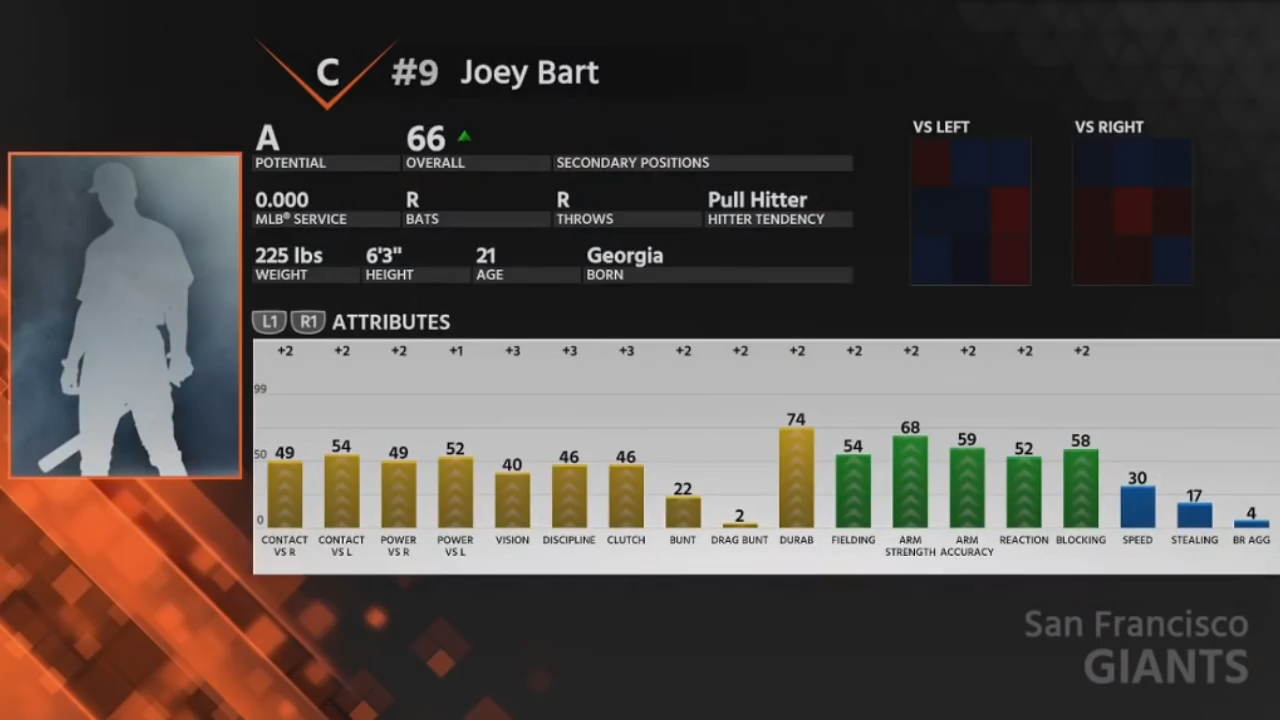 C #9 Joey Bart
A 66
POTENTIAL OVERALL SECONDARY POSITIONS
0.000 R R Pull Hitter
MLB® SERVICE BATS THROWS HITTER TENDENCY
225 lbs 6'3" 21 Georgia
WEIGHT HEIGHT AGE BORN
VS LEFT VS RIGHT
L1 R1 ATTRIBUTES
+2 +2 +2 +1 +3 +3 +3 +2 +2 +2 +2 +2 +2 +2 +2
99
50
0
49 54 49 52 40 46 46 22 2 74 54 68 59 52 58 30 17 4
CONTACT VS R CONTACT VS L POWER VS R POWER VS L VISION DISCIPLINE CLUTCH BUNT DRAG BUNT DURAB FIELDING ARM STRENGTH ARM ACCURACY REACTION BLOCKING SPEED STEALING BR AGG
San Francisco
GIANTS